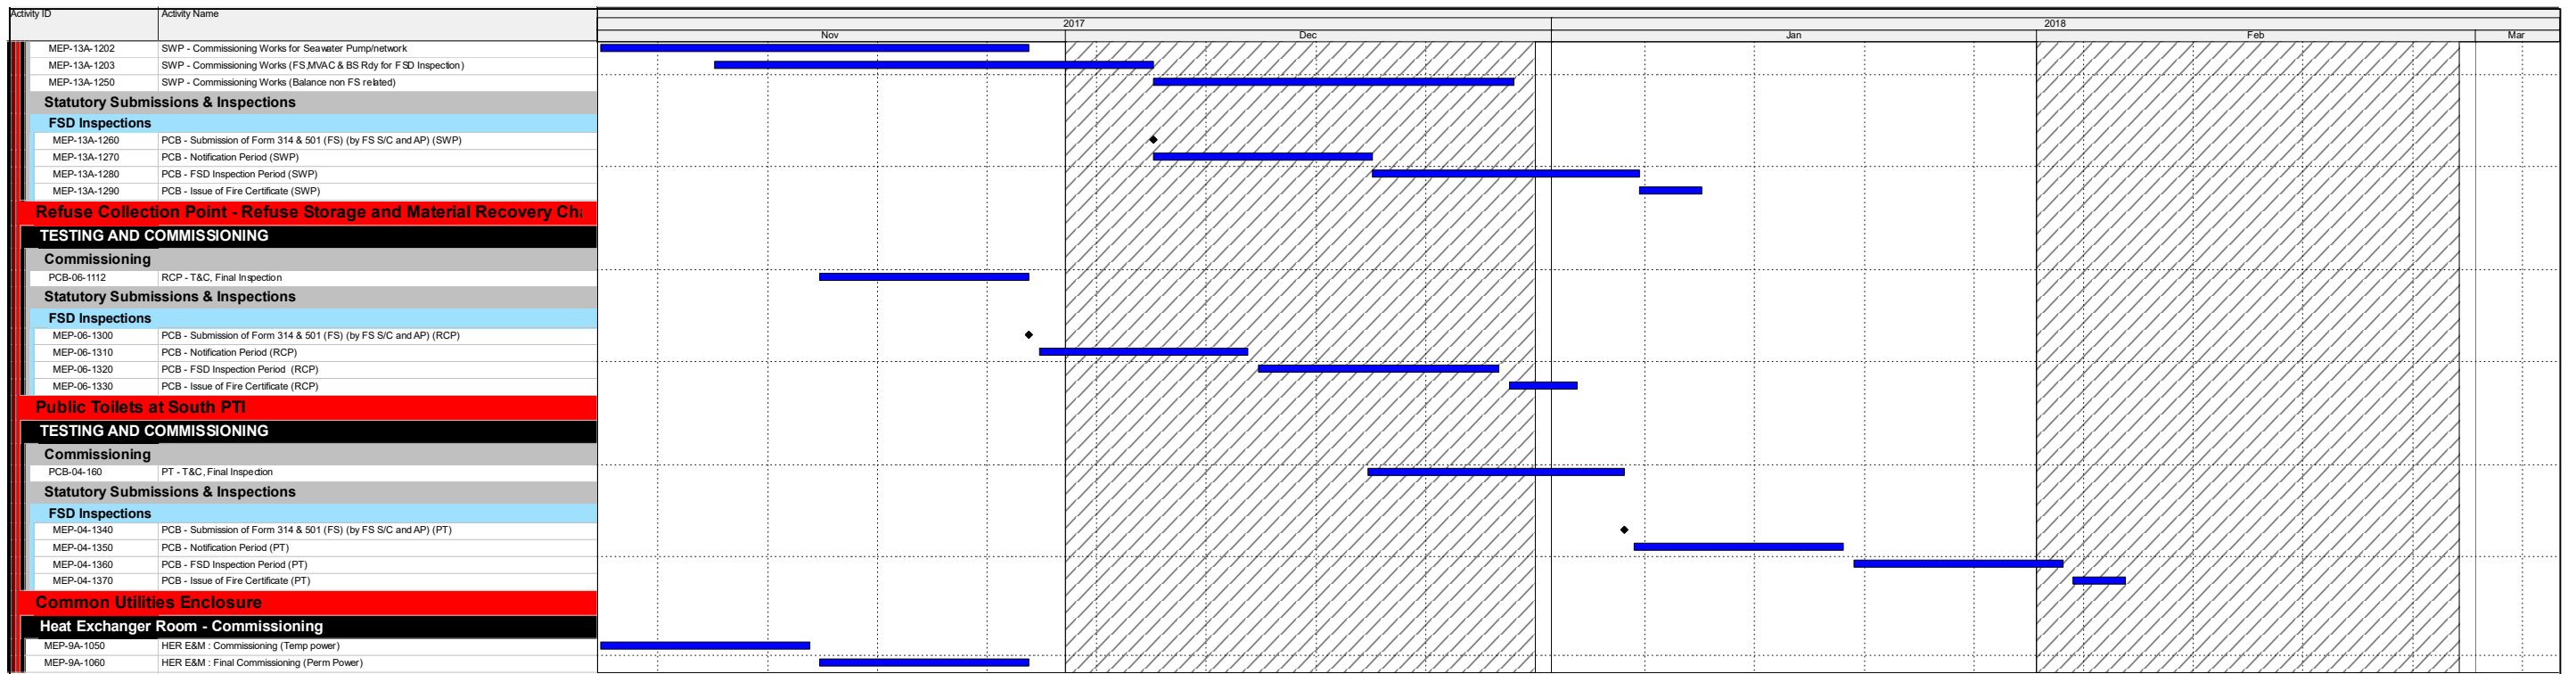 Activity ID Activity Name
2017 2018
Nov Dec Jan Feb Mar
MEP-13A-1202 SWP - Commissioning Works for Seawater Pump/network
MEP-13A-1203 SWP - Commissioning Works (FS,MVAC & BS Rdy for FSD Inspection)
MEP-13A-1250 SWP - Commissioning Works (Balance non FS related)
Statutory Submissions & Inspections
FSD Inspections
MEP-13A-1260 PCB - Submission of Form 314 & 501 (FS) (by FS S/C and AP) (SWP)
MEP-13A-1270 PCB - Notification Period (SWP)
MEP-13A-1280 PCB - FSD Inspection Period (SWP)
MEP-13A-1290 PCB - Issue of Fire Certificate (SWP)
Refuse Collection Point - Refuse Storage and Material Recovery Cha
TESTING AND COMMISSIONING
Commissioning
PCB-06-1112 RCP - T&C, Final Inspection
Statutory Submissions & Inspections
FSD Inspections
MEP-06-1300 PCB - Submission of Form 314 & 501 (FS) (by FS S/C and AP) (RCP)
MEP-06-1310 PCB - Notification Period (RCP)
MEP-06-1320 PCB - FSD Inspection Period (RCP)
MEP-06-1330 PCB - Issue of Fire Certificate (RCP)
Public Toilets at South PTI
TESTING AND COMMISSIONING
Commissioning
PCB-04-160 PT - T&C, Final Inspection
Statutory Submissions & Inspections
FSD Inspections
MEP-04-1340 PCB - Submission of Form 314 & 501 (FS) (by FS S/C and AP) (PT)
MEP-04-1350 PCB - Notification Period (PT)
MEP-04-1360 PCB - FSD Inspection Period (PT)
MEP-04-1370 PCB - Issue of Fire Certificate (PT)
Common Utilities Enclosure
Heat Exchanger Room - Commissioning
MEP-9A-1050 HER E&M : Commissioning (Temp power)
MEP-9A-1060 HER E&M : Final Commissioning (Perm Power)